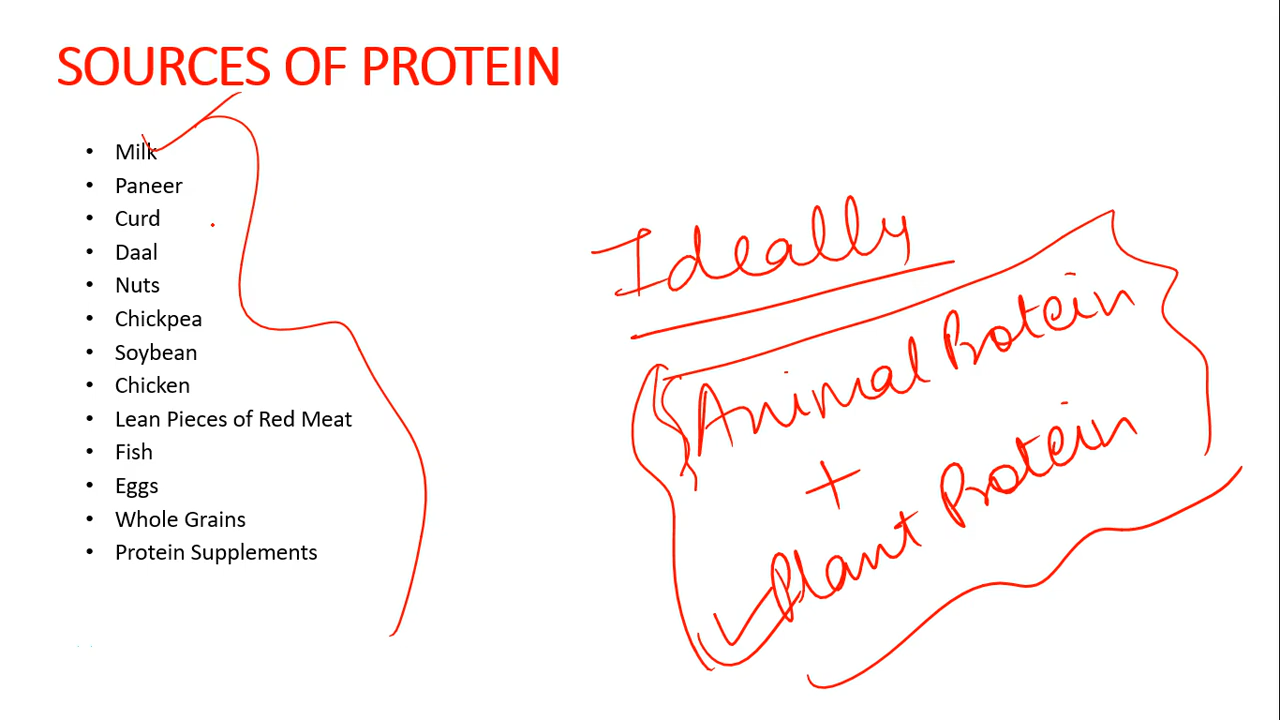 SOURCES OF PROTEIN
• Milk
• Paneer
• Curd
• Daal
• Nuts
• Chickpea
• Soybean
• Chicken
• Lean Pieces of Red Meat
• Fish
• Eggs
• Whole Grains
• Protein Supplements
Ideally
Animal Protein
+
Plant Protein